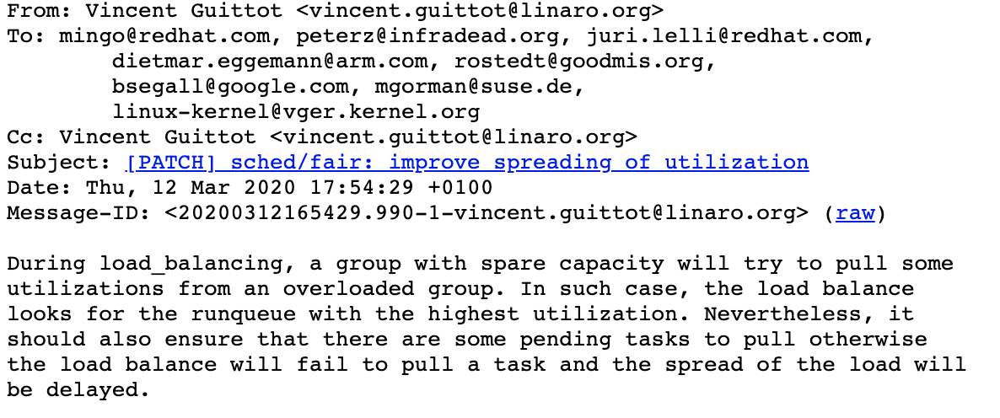 From: Vincent Guittot <vincent.guittot@linaro.org>
To: mingo@redhat.com, peterz@infradead.org, juri.lelli@redhat.com,
dietmar.eggemann@arm.com, rostedt@goodmis.org,
bsegall@google.com, mgorman@suse.de,
linux-kernel@vger.kernel.org
Cc: Vincent Guittot <vincent.guittot@linaro.org>
Subject: [PATCH] sched/fair: improve spreading of utilization
Date: Thu, 12 Mar 2020 17:54:29 +0100
Message-ID: <20200312165429.990-1-vincent.guittot@linaro.org> (raw)

During load_balancing, a group with spare capacity will try to pull some
utilizations from an overloaded group. In such case, the load balance
looks for the runqueue with the highest utilization. Nevertheless, it
should also ensure that there are some pending tasks to pull otherwise
the load balance will fail to pull a task and the spread of the load will
be delayed.